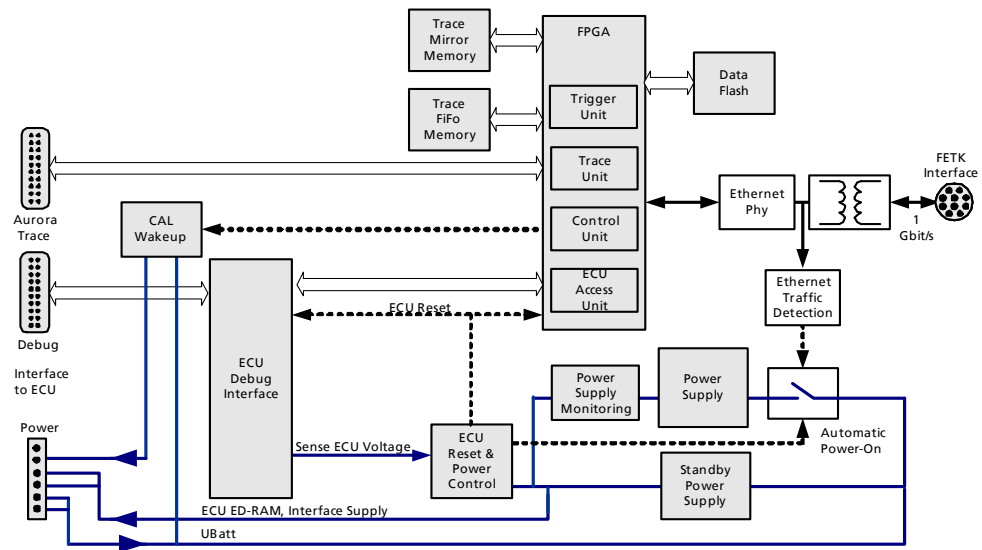 Trace
Mirror
Memory
FPGA
Data
Flash
Trace
FiFo
Memory
Trigger
Unit
Trace
Unit
FETK
Interface
Ethernet
Phy
1
Gbit/s
Aurora
Trace
CAL
Wakeup
Control
Unit
ECU
Access
Unit
Ethernet
Traffic
Detection
ECU Reset
Debug
Interface
to ECU
ECU
Debug
Interface
Power
Supply
Monitoring
Power
Supply
Automatic
Power-On
Power
Sense ECU Voltage
ECU
Reset &
Power
Control
Standby
Power
Supply
ECU ED-RAM, Interface Supply
UBatt